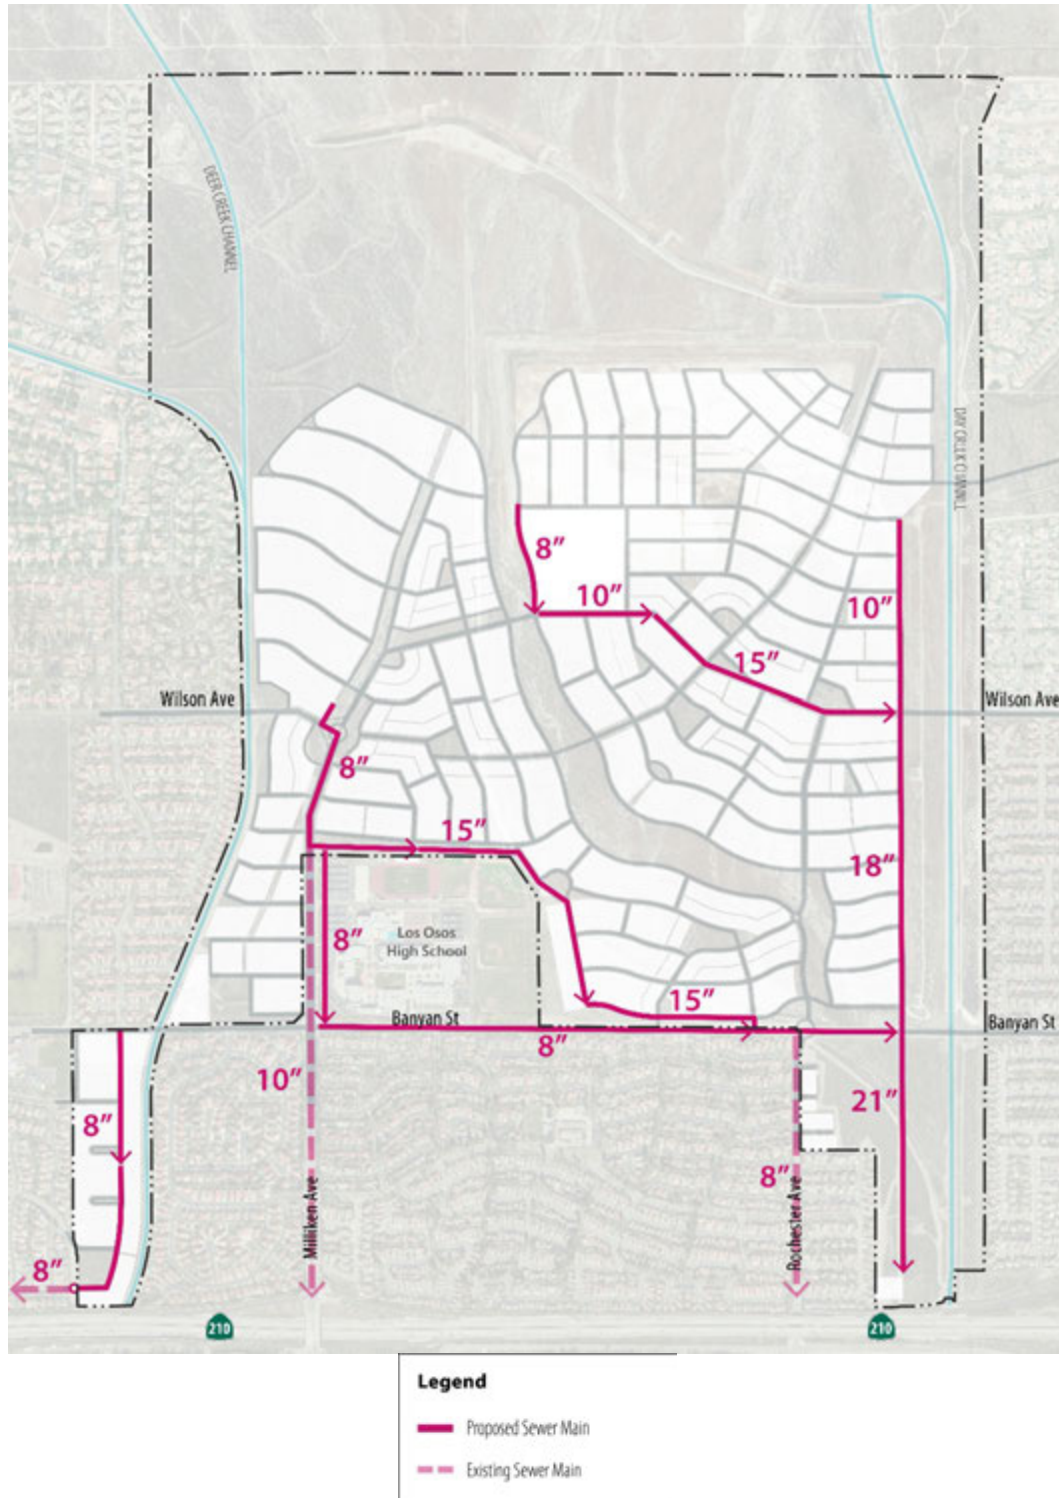 DEER CREEK CHANNEL
DAY CREEK CHANNEL
8”
10”
10”
15”
Wilson Ave
Wilson Ave
8”
15”
18”
Los Osos
High School
8”
15”
Banyan St
Banyan St
8”
10”
21”
8”
8”
Milliken Ave
Rochester Ave
8”
210
210
Legend
Proposed Sewer Main
Existing Sewer Main